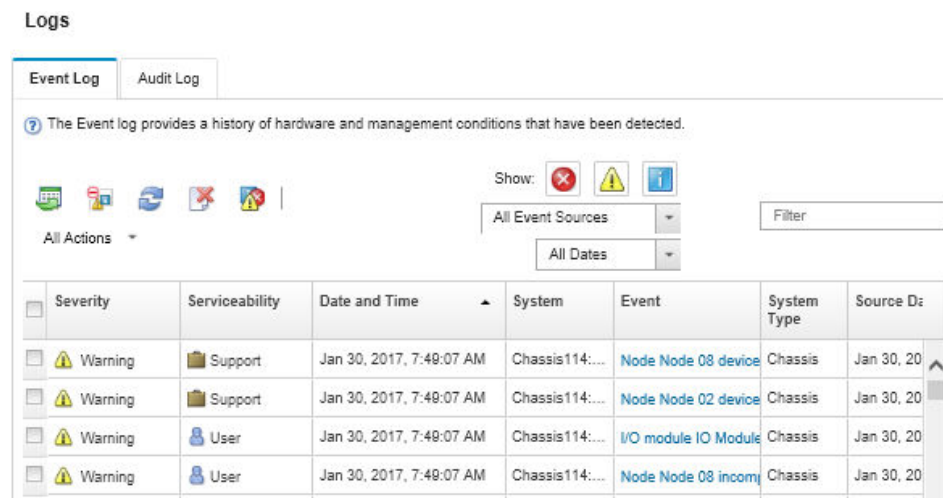 Logs
Event Log Audit Log
The Event log provides a history of hardware and management conditions that have been detected.
Show:
All Event Sources Filter
All Actions
All Dates
Severity Serviceability Date and Time System Event System Type Source Da
Warning Support Jan 30, 2017, 7:49:07 AM Chassis114:... Node Node 08 device Chassis Jan 30, 20
Warning Support Jan 30, 2017, 7:49:07 AM Chassis114:... Node Node 02 device Chassis Jan 30, 20
Warning User Jan 30, 2017, 7:49:07 AM Chassis114:... I/O module IO Module Chassis Jan 30, 20
Warning User Jan 30, 2017, 7:49:07 AM Chassis114:... Node Node 08 incomp Chassis Jan 30, 20